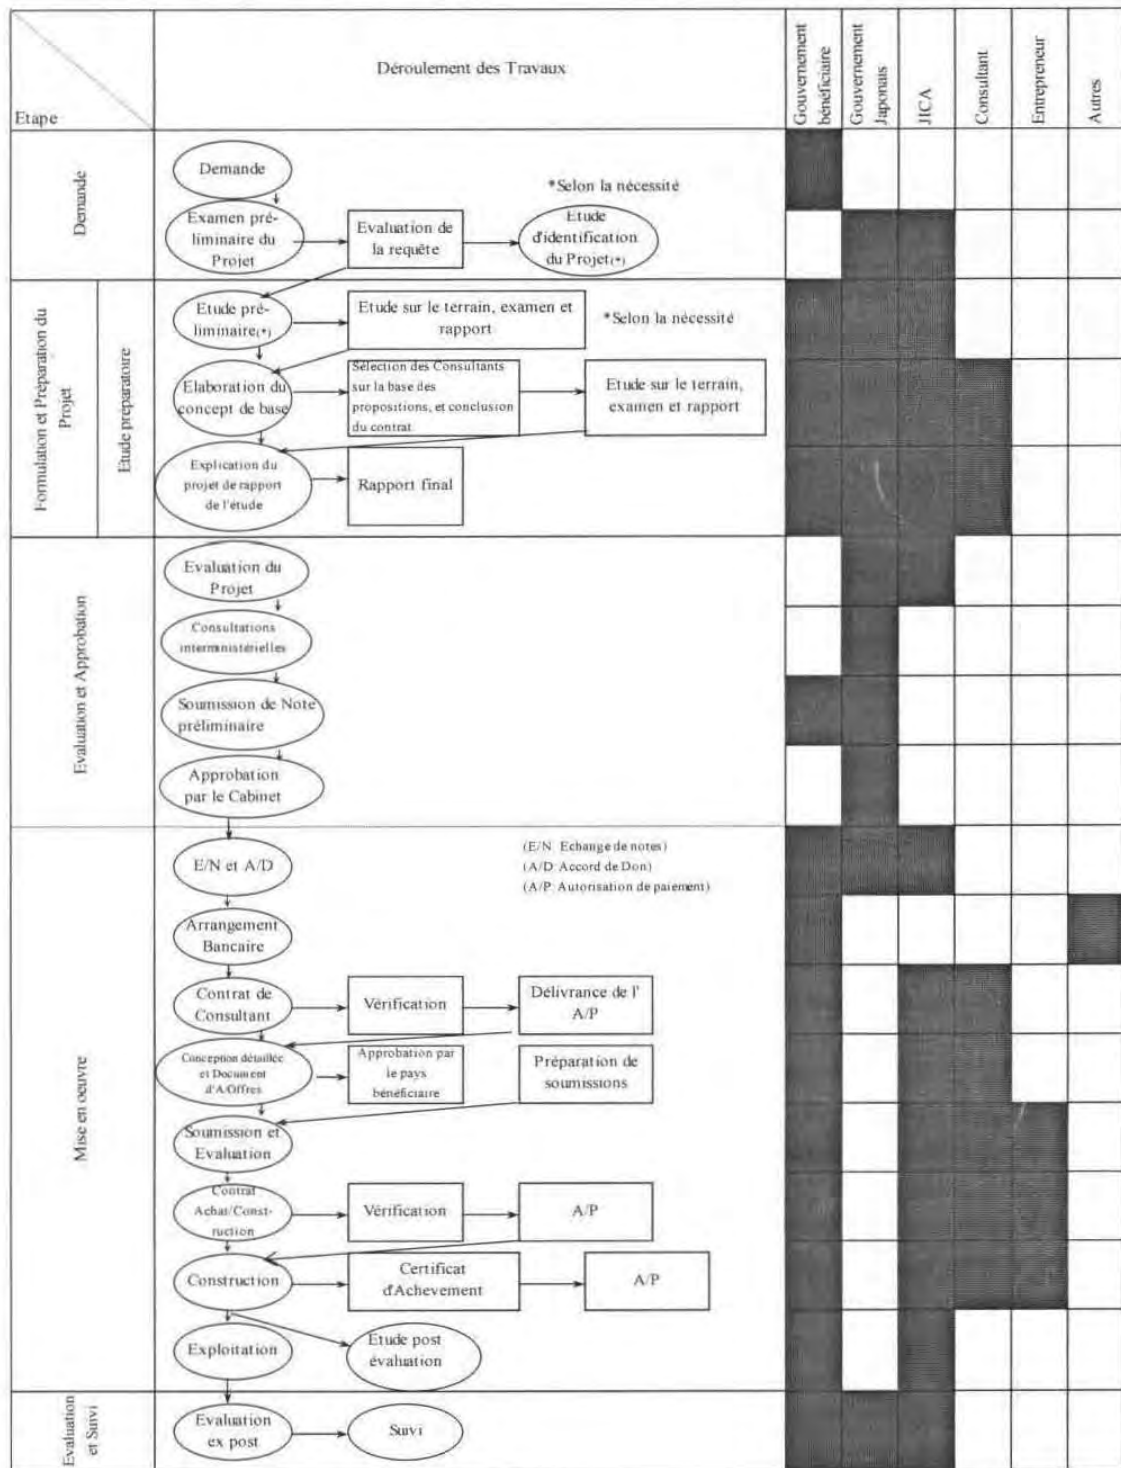 Etape
Déroulement des Travaux
Gouvernement
bénéficiaire
Gouvernement
Japonais
JICA
Consultant
Entrepreneur
Autres
Demande
Demande
*Selon la nécessité
Examen pré-
liminaire du
Projet
Evaluation de
la requête
Etude
d'identification
du Projet(*)
Formulation et Préparation du
Projet
Etude préparatoire
Etude pré-
liminaire(*)
Etude sur le terrain, examen et
rapport
*Selon la nécessité
Elaboration du
concept de base
Sélection des Consultants
sur la base des
propositions, et conclusion
du contrat
Etude sur le terrain,
examen et rapport
Explication du
projet de rapport
de l'étude
Rapport final
Evaluation et Approbation
Evaluation du
Projet
Consultations
interministérielles
Soumission de Note
préliminaire
Approbation
par le Cabinet
Mise en oeuvre
E/N et A/D
(E/N: Echange de notes)
(A/D: Accord de Don)
(A/P: Autorisation de paiement)
Arrangement
Bancaire
Contrat de
Consultant
Vérification
Délivrance de l'
A/P
Conception détaillée
et Document
d'A/Offres
Approbation par
le pays
bénéficiaire
Préparation de
soumissions
Soumission et
Evaluation
Contrat
Achat/Const-
ruction
Vérification
A/P
Construction
Certificat
d'Achevement
A/P
Exploitation
Etude post
évaluation
Evaluation
et Suivi
Evaluation
ex post
Suivi